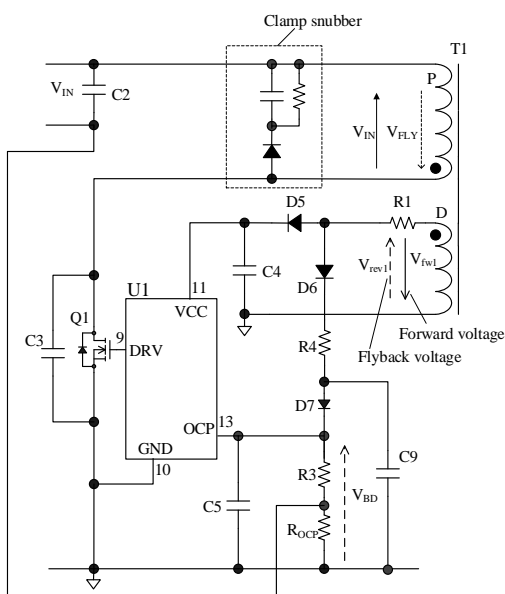 Clamp snubber
T1
P
V_IN
C2
V_IN
V_FLY
D5
R1
D
11
C4
V_rev1
V_fw1
U1
VCC
D6
Q1
9
C3
DRV
Forward voltage
Flyback voltage
R4
13
D7
OCP
GND
10
R3
C9
C5
V_BD
R_OCP